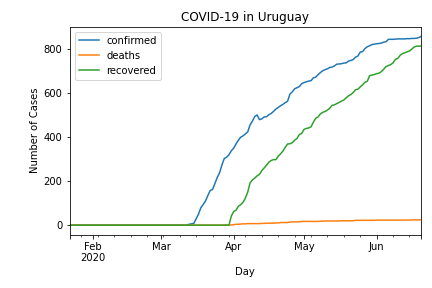 COVID-19 in Uruguay
confirmed
deaths
recovered
Number of Cases
800
600
400
200
0
Feb
2020
Mar
Apr
May
Jun
Day